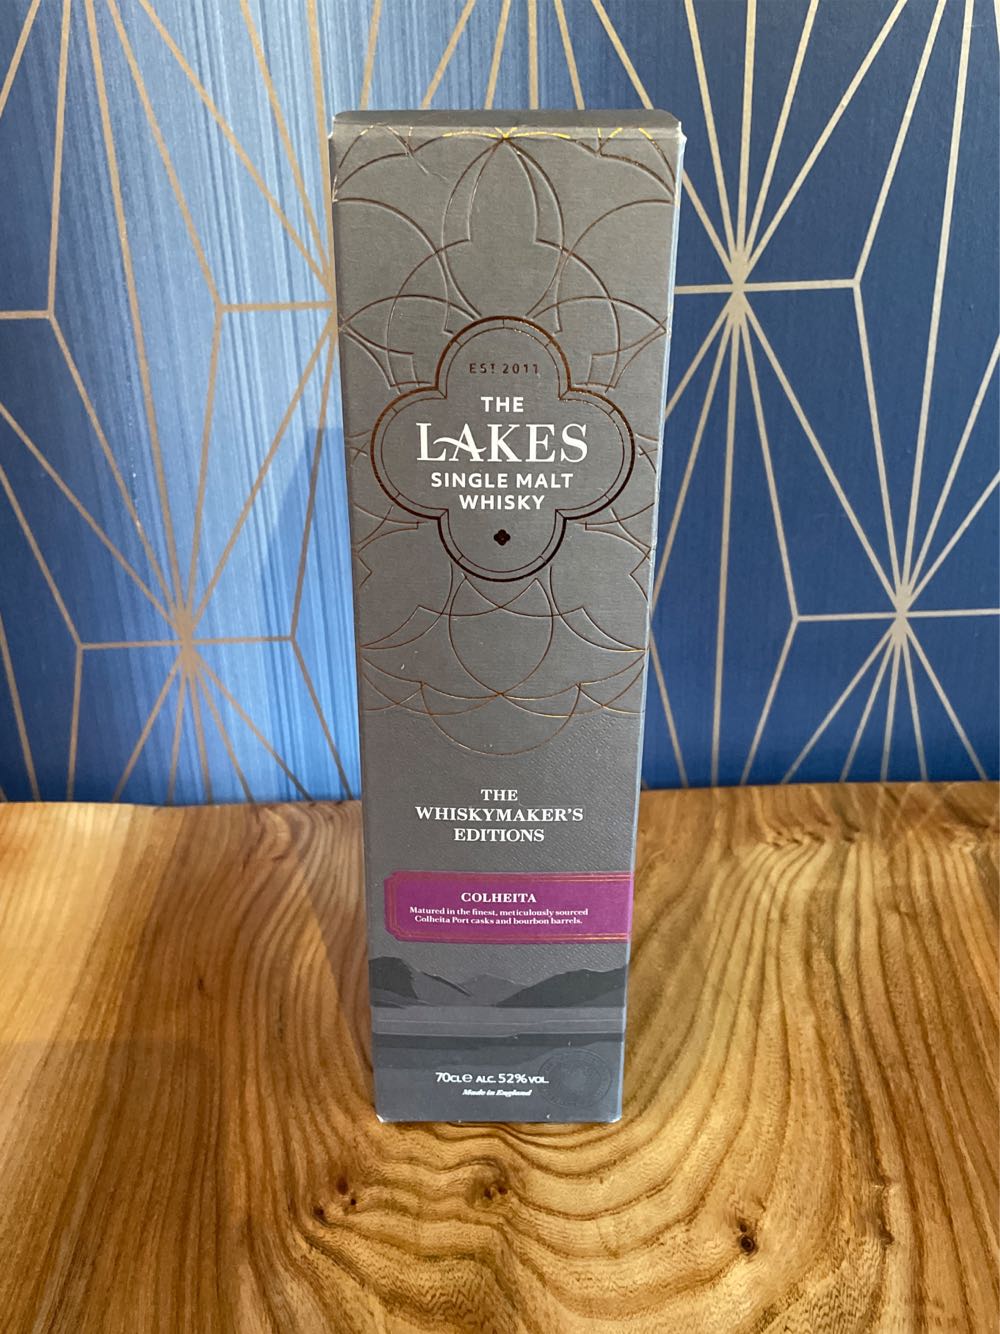 EST 2011
THE
LAKES
SINGLE MALT
WHISKY
THE
WHISKYMAKER'S
EDITIONS
COLHEITA
Matured in the finest, meticulously sourced
Colheita Port casks and bourbon barrels.
70CL℮ ALC. 52% VOL.
Made in England